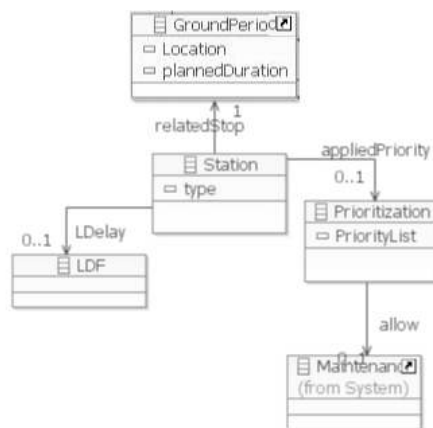 GroundPeriod
Location
plannedDuration
1
relatedStop
Station
type
appliedPriority
0..1
Prioritization
PriorityList
LDelay
0..1
LDF
allow
0..1
Maintenanc
(from System)